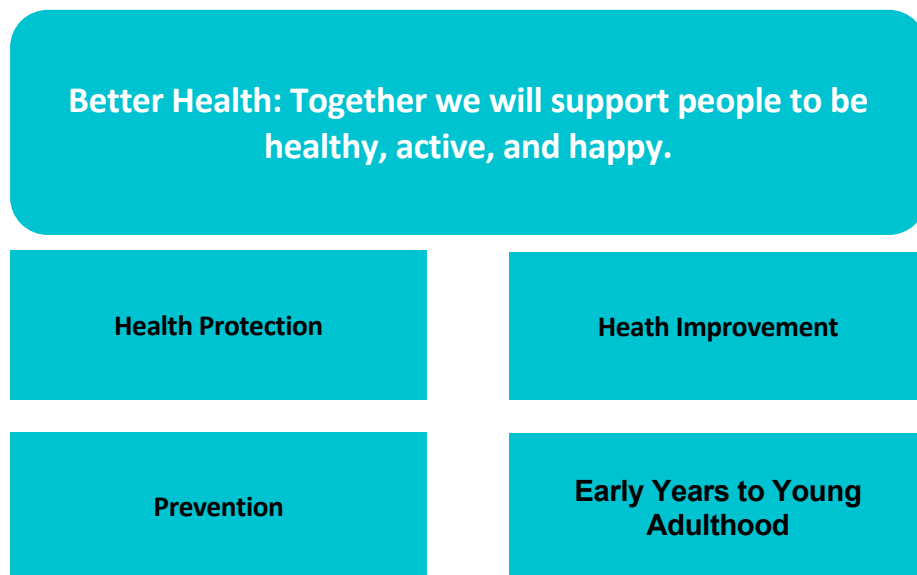 Better Health: Together we will support people to be
healthy, active, and happy.
Health Protection
Heath Improvement
Prevention
Early Years to Young
Adulthood